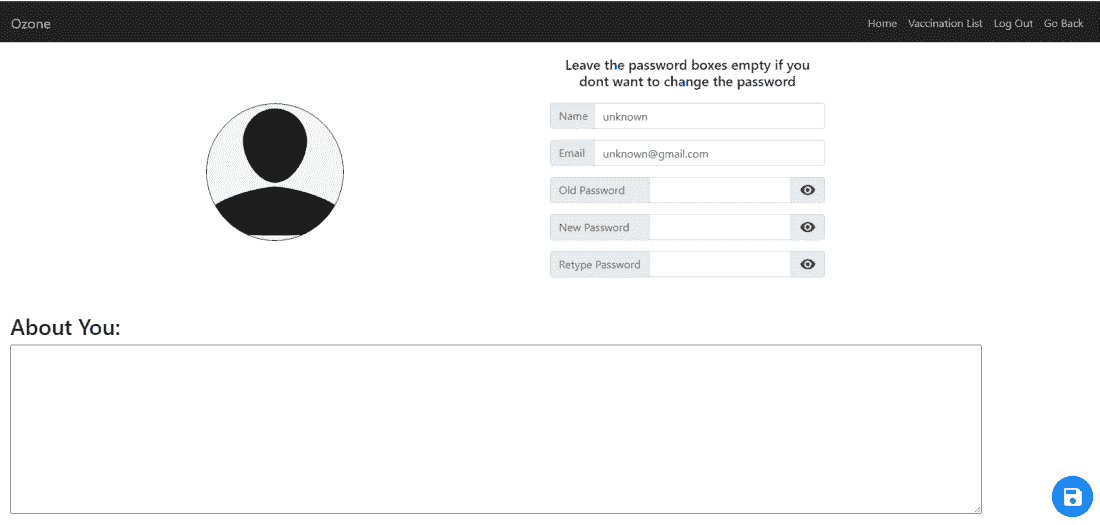 Ozone
Home Vaccination List Log Out Go Back
Leave the password boxes empty if you
dont want to change the password
Name unknown
Email unknown@gmail.com
Old Password
New Password
Retype Password
About You: